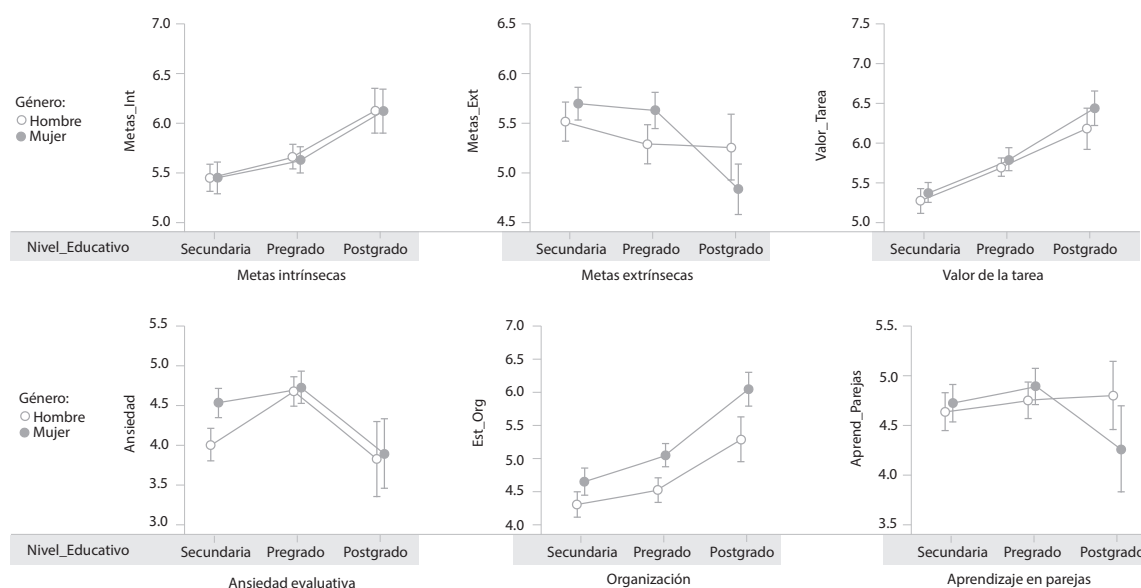 7.0
6.5
6.0
5.5
5.0
Metas_Int
Género:
Hombre
Mujer
6.5
6.0
5.5
5.0
4.5
Metas_Ext
7.5
7.0
6.5
6.0
5.5
5.0
Valor_Tarea
Nivel_Educativo
Secundaria Pregrado Postgrado
Secundaria Pregrado Postgrado
Secundaria Pregrado Postgrado
Metas intrínsecas
Metas extrínsecas
Valor de la tarea
5.5
5.0
4.5
4.0
3.0
Ansiedad
Género:
Hombre
Mujer
7.0
6.5
6.0
5.5
5.0
4.5
4.0
Est_Org
5.5.
5.0
4.5
4.0
3.5
Aprend_Parejas
Nivel_Educativo
Secundaria Pregrado Postgrado
Secundaria Pregrado Postgrado
Secundaria Pregrado Postgrado
Ansiedad evaluativa
Organización
Aprendizaje en parejas